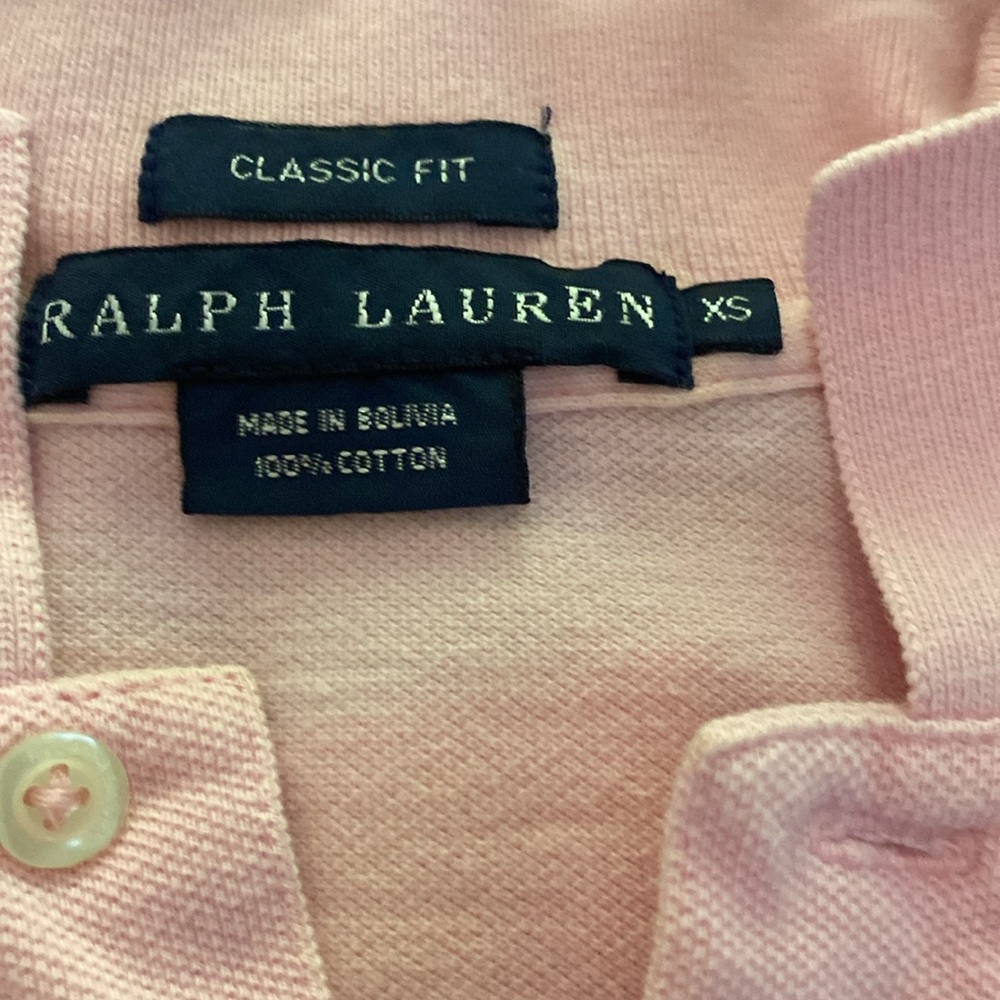 CLASSIC FIT
RALPH LAUREN
XS
MADE IN BOLIVIA
100% COTTON